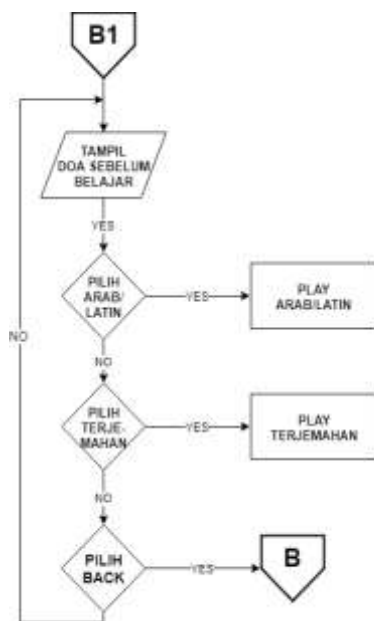 B1
TAMPIL
DOA SEBELUM
BELAJAR
YES
PILIH
ARAB/
LATIN
YES
PLAY
ARAB/LATIN
NO
NO
PILIH
TERJE-
MAHAN
YES
PLAY
TERJEMAHAN
NO
PILIH
BACK
YES
B